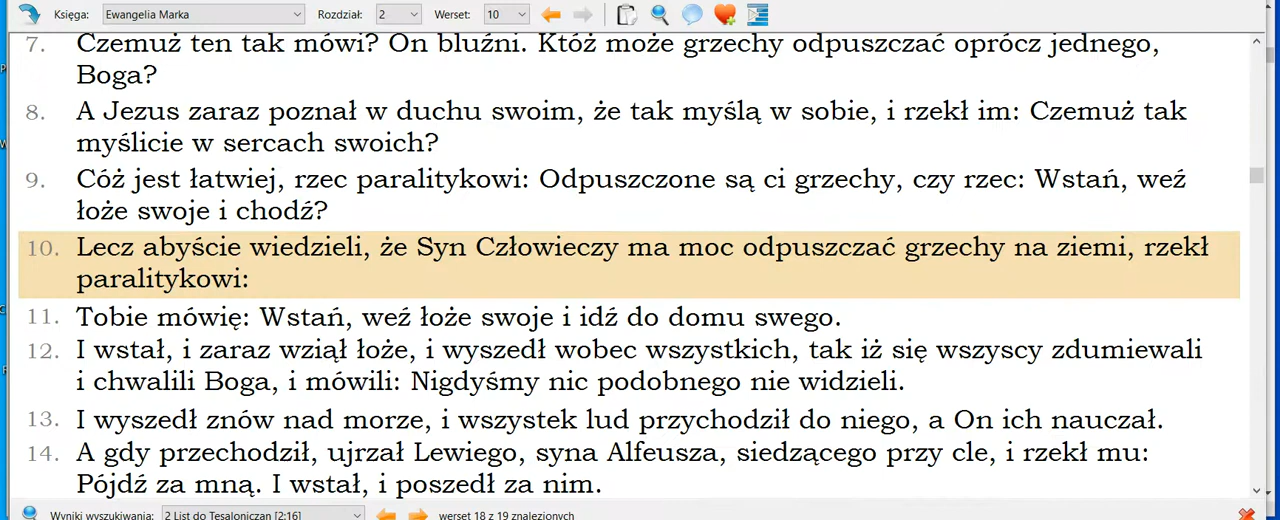 Księga: Ewangelia Marka Rozdział: 2 Werset: 10
7. Czemuż ten tak mówi? On bluźni. Któż może grzechy odpuszczać oprócz jednego,
Boga?
8. A Jezus zaraz poznał w duchu swoim, że tak myślą w sobie, i rzekł im: Czemuż tak
myślicie w sercach swoich?
9. Cóż jest łatwiej, rzec paralitykowi: Odpuszczone są ci grzechy, czy rzec: Wstań, weź
łoże swoje i chodź?
10. Lecz abyście wiedzieli, że Syn Człowieczy ma moc odpuszczać grzechy na ziemi, rzekł
paralitykowi:
11. Tobie mówię: Wstań, weź łoże swoje i idź do domu swego.
12. I wstał, i zaraz wziął łoże, i wyszedł wobec wszystkich, tak iż się wszyscy zdumiewali
i chwalili Boga, i mówili: Nigdyśmy nic podobnego nie widzieli.
13. I wyszedł znów nad morze, i wszystek lud przychodził do niego, a On ich nauczał.
14. A gdy przechodził, ujrzał Lewiego, syna Alfeusza, siedzącego przy cle, i rzekł mu:
Pójdź za mną. I wstał, i poszedł za nim.
Wyniki wyszukiwania: 2 List do Tesaloniczan [2:16] werset 18 z 19 znalezionych